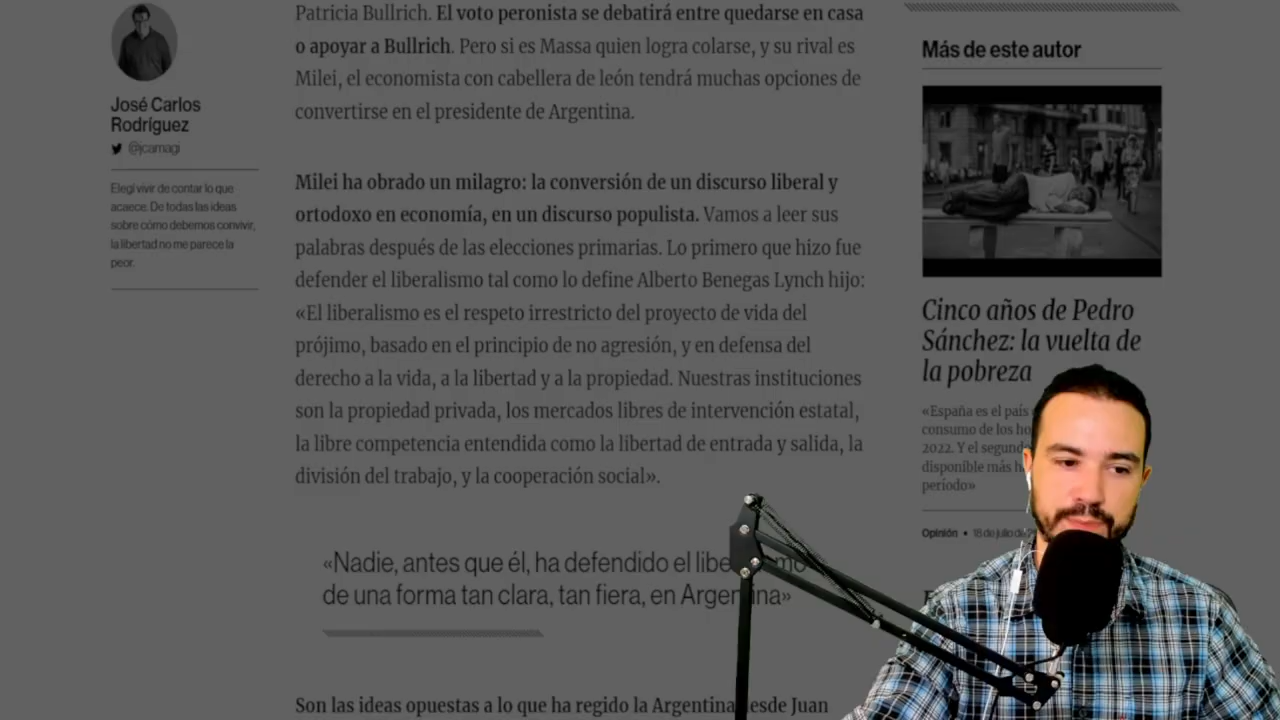 José Carlos
Rodríguez
@jcarnagi
Elegí vivir de contar lo que
acaece. De todas las ideas
sobre cómo debemos convivir,
la libertad no me parece la
peor.
Patricia Bullrich. El voto peronista se debatirá entre quedarse en casa
o apoyar a Bullrich. Pero si es Massa quien logra colarse, y su rival es
Milei, el economista con cabellera de león tendrá muchas opciones de
convertirse en el presidente de Argentina.
Milei ha obrado un milagro: la conversión de un discurso liberal y
ortodoxo en economía, en un discurso populista. Vamos a leer sus
palabras después de las elecciones primarias. Lo primero que hizo fue
defender el liberalismo tal como lo define Alberto Benegas Lynch hijo:
«El liberalismo es el respeto irrestricto del proyecto de vida del
prójimo, basado en el principio de no agresión, y en defensa del
derecho a la vida, a la libertad y a la propiedad. Nuestras instituciones
son la propiedad privada, los mercados libres de intervención estatal,
la libre competencia entendida como la libertad de entrada y salida, la
división del trabajo, y la cooperación social».
«Nadie, antes que él, ha defendido el
de una forma tan clara, tan fiera, en
Son las ideas opuestas a lo que ha regido la Argentina desde Juan
Más de este autor
Cinco años de Pedro
Sánchez: la vuelta de
la pobreza
«España es el país
consumo de los
2022. Y el segundo
disponible más
período»
Opinión • 18 de julio de